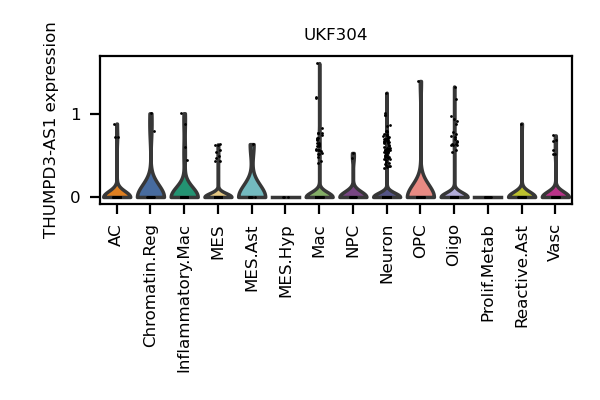 UKF304
THUMPD3-AS1 expression
1
0
AC
Chromatin.Reg
Inflammatory.Mac
MES
MES.Ast
MES.Hyp
Mac
NPC
Neuron
OPC
Oligo
Prolif.Metab
Reactive.Ast
Vasc